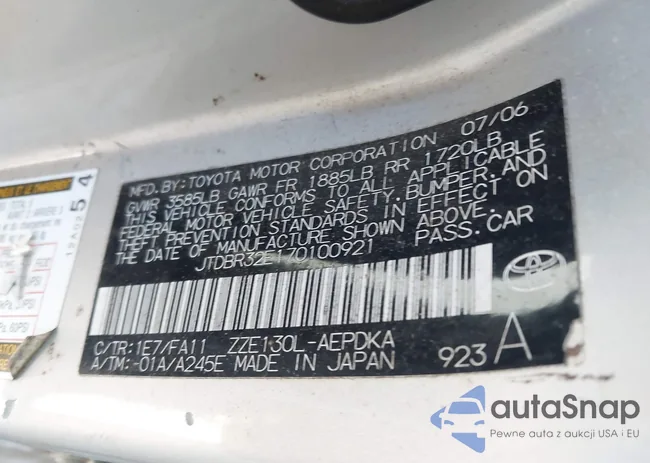 MFD.BY:TOYOTA MOTOR CORPORATION 07/06
GVWR 3585LB GAWR FR 1885LB RR 1720LB
THIS VEHICLE CONFORMS TO ALL APPLICABLE
FEDERAL MOTOR VEHICLE SAFETY,BUMPER,AND
THEFT PREVENTION STANDARDS IN EFFECT ON
THE DATE OF MANUFACTURE SHOWN ABOVE.
JTDBR32E170100921 PASS.CAR
C/TR:1E7/FA11 ZZE130L-AEPDKA
A/TM:-01A/A245E MADE IN JAPAN 923 A
TOYOTA
autoSnap
Pewne auta z aukcji USA i EU